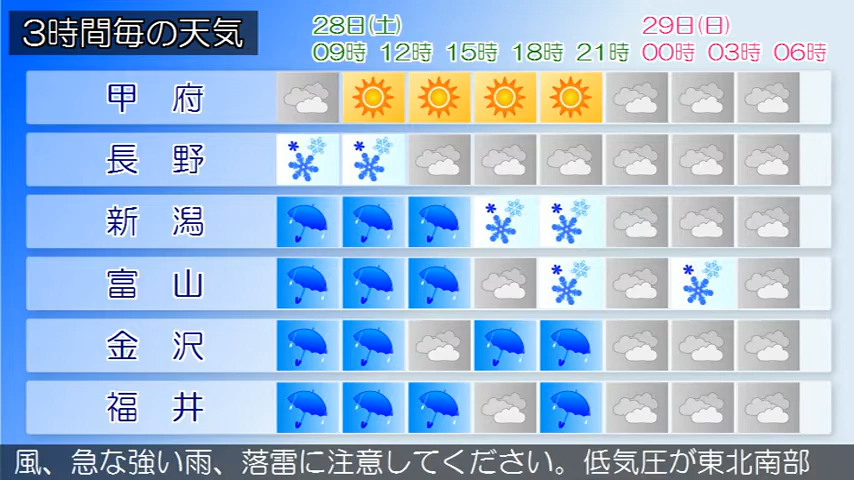 3時間毎の天気
28日(土) 29日(日)
09時 12時 15時 18時 21時 00時 03時 06時
甲府
長野
新潟
富山
金沢
福井
風、急な強い雨、落雷に注意してください。低気圧が東北南部